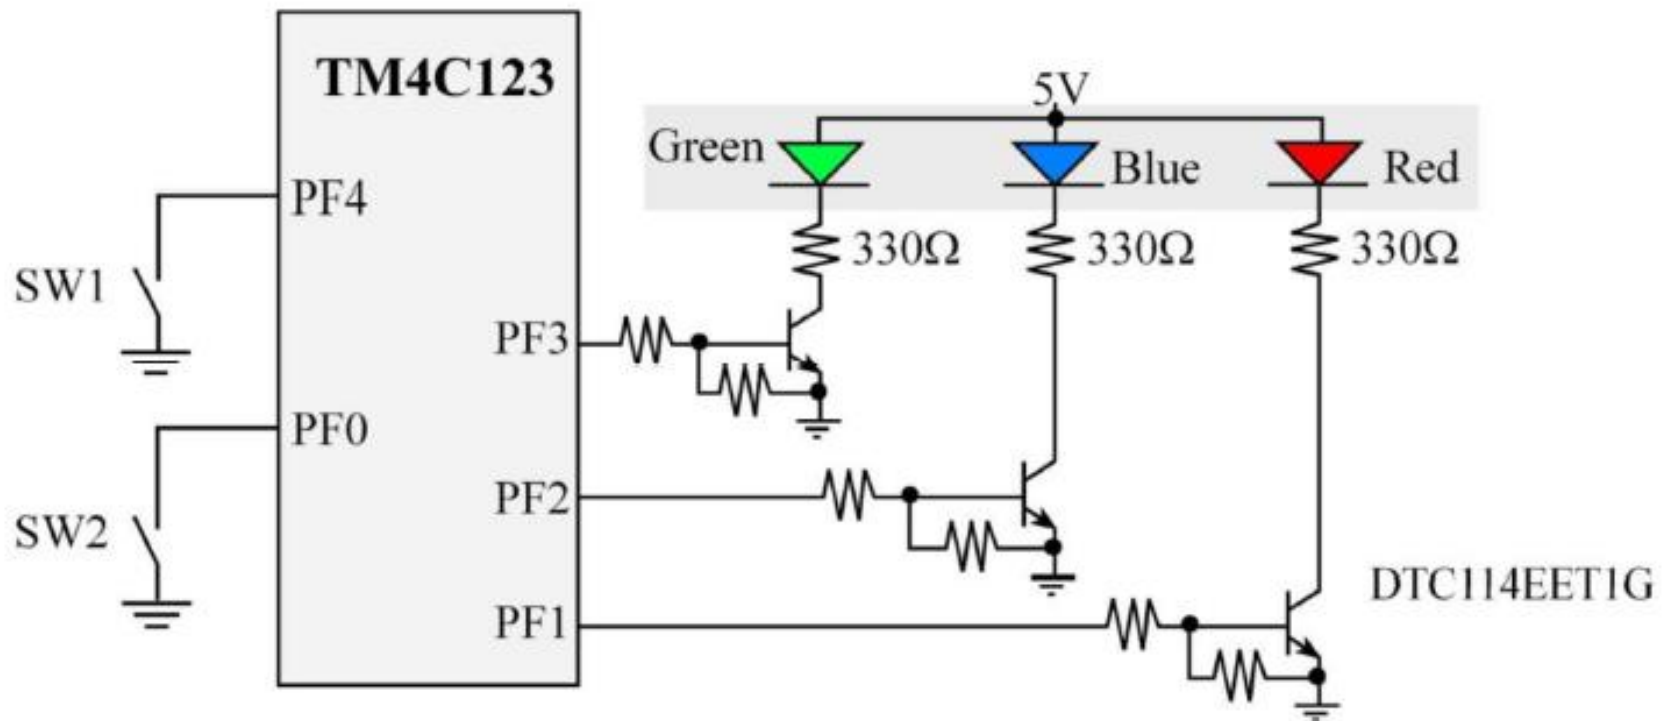 TM4C123
5V
Green
Blue
Red
PF4
330Ω
330Ω
330Ω
SW1
PF3
PF0
PF2
SW2
DTC114EET1G
PF1